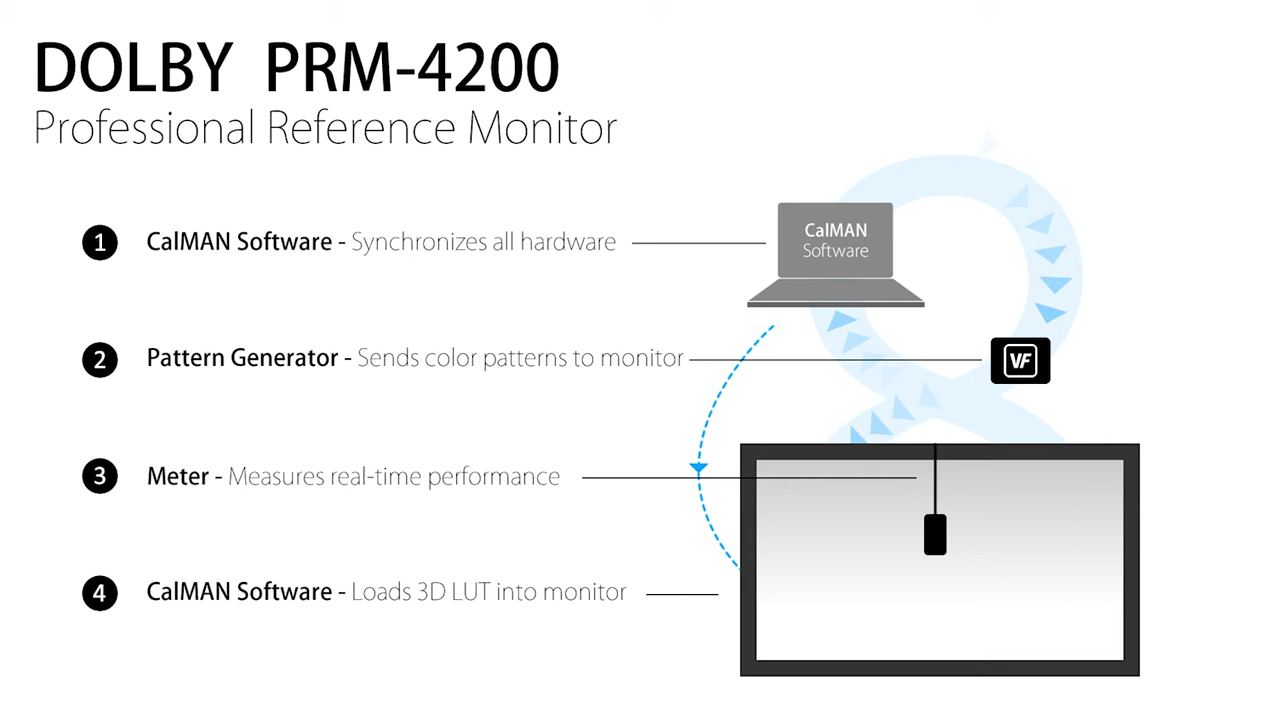 DOLBY PRM-4200
Professional Reference Monitor
1 CalMAN Software - Synchronizes all hardware
CalMAN
Software
2 Pattern Generator - Sends color patterns to monitor
VF
3 Meter - Measures real-time performance
4 CalMAN Software - Loads 3D LUT into monitor